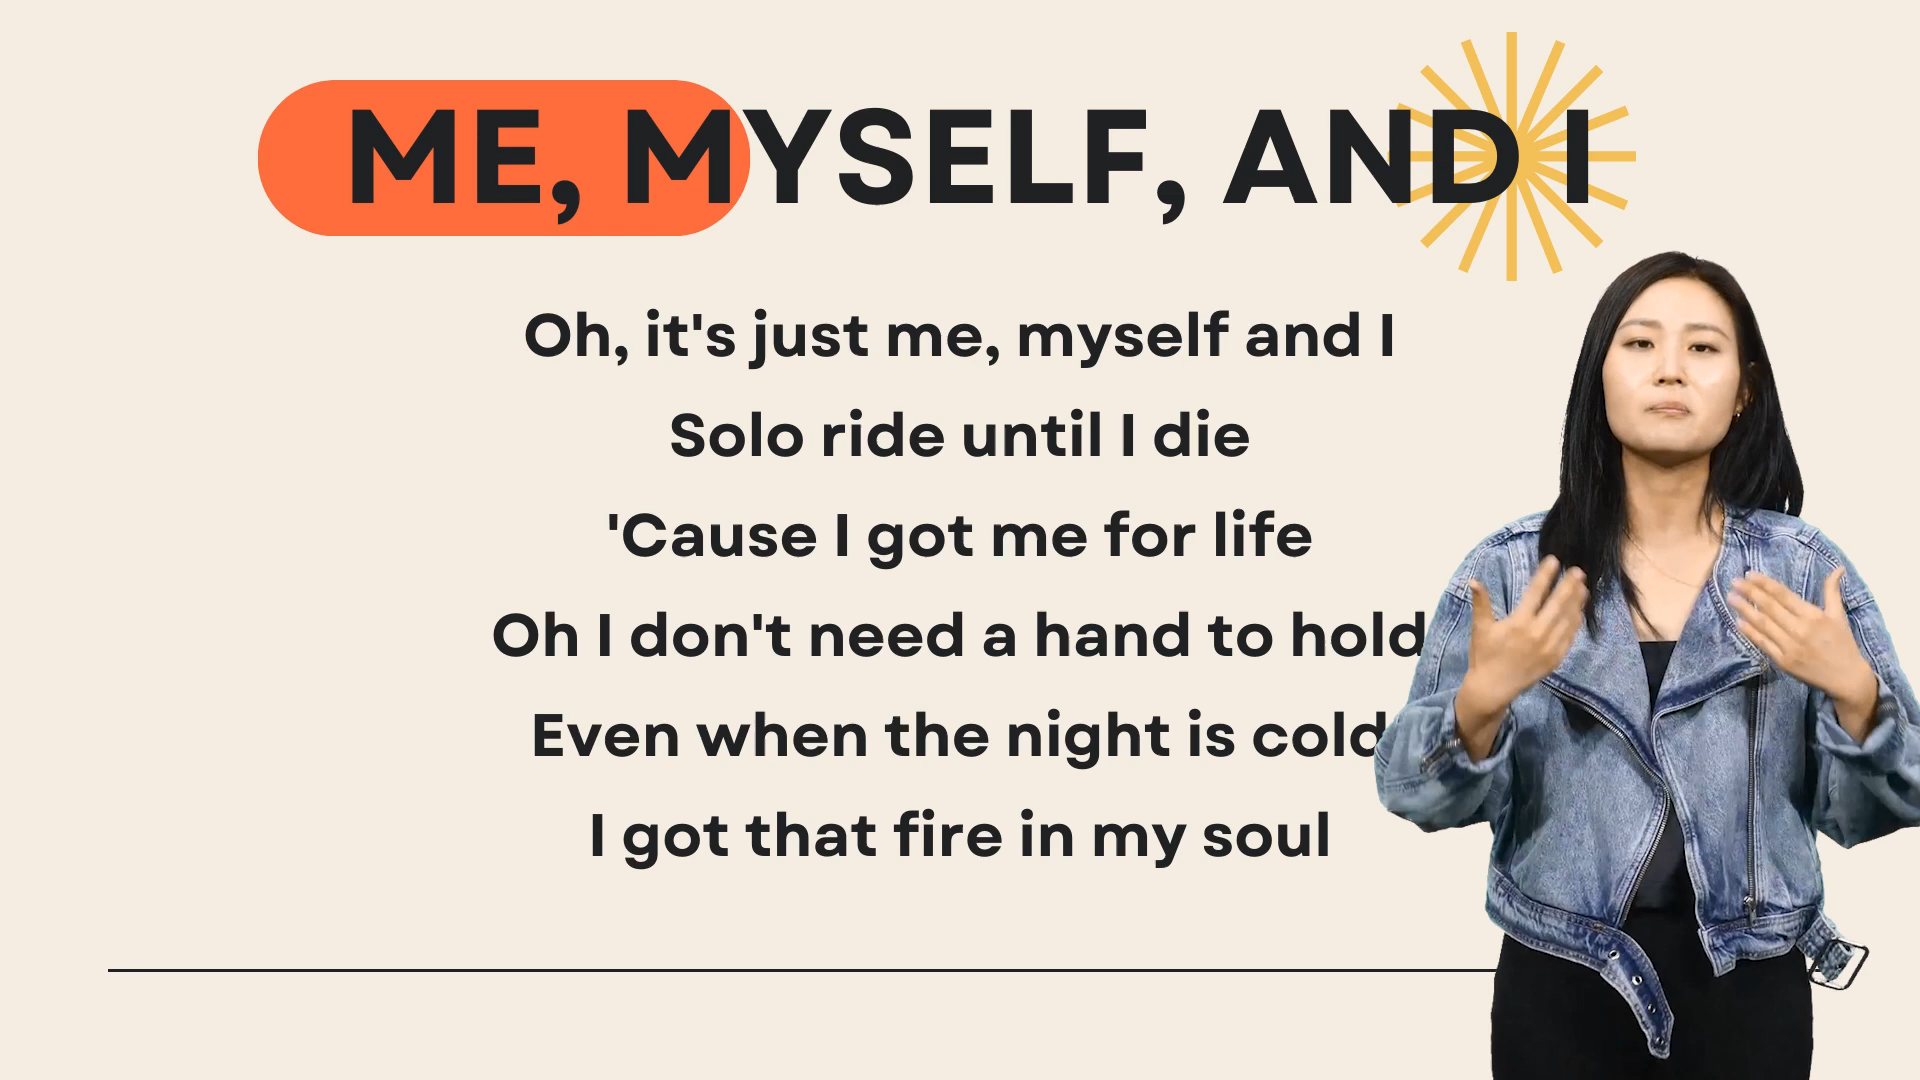 ME, MYSELF, AND I
Oh, it's just me, myself and I
Solo ride until I die
'Cause I got me for life
Oh I don't need a hand to hold
Even when the night is cold
I got that fire in my soul